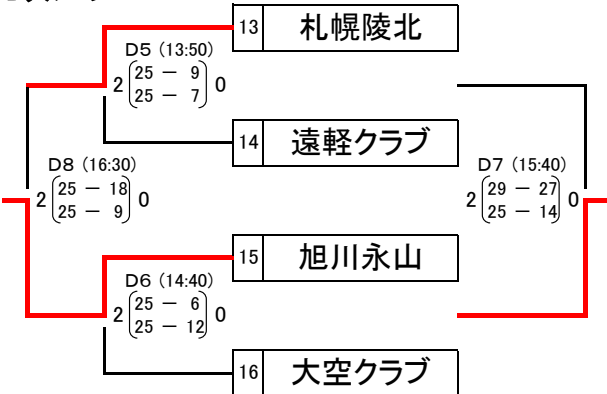 13 札幌陵北
D5 (13:50)
2 25 － 9 0
25 － 7
14 遠軽クラブ
D8 (16:30)
2 25 － 18 0
25 － 9
D7 (15:40)
2 29 － 27 0
25 － 14
15 旭川永山
D6 (14:40)
2 25 － 6 0
25 － 12
16 大空クラブ